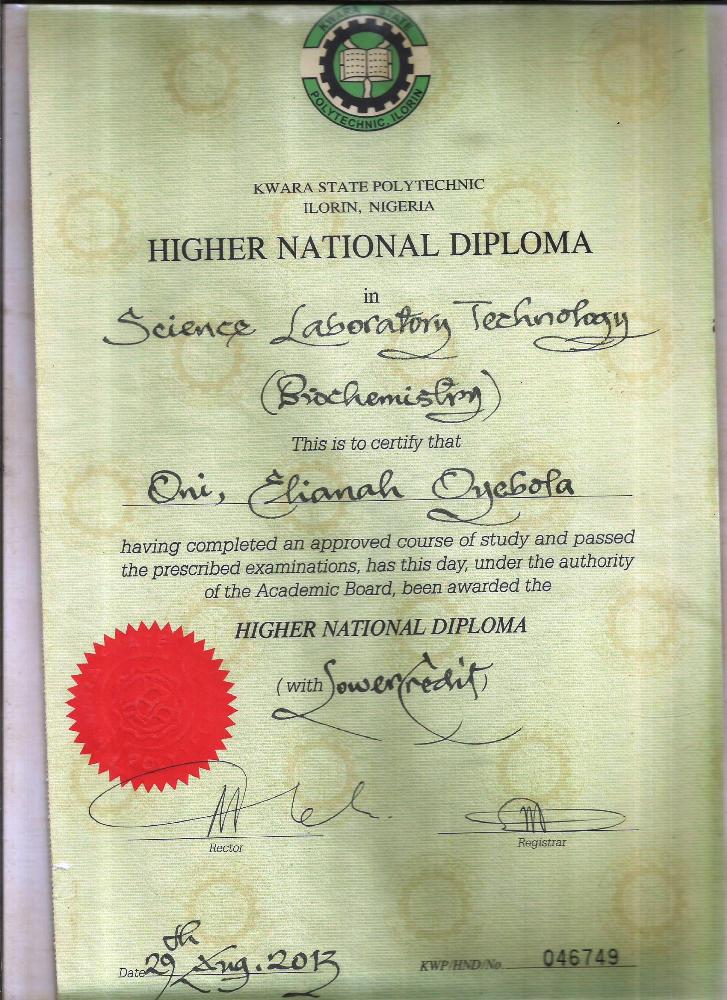 KWARA STATE
POLYTECHNIC, ILORIN
KWARA STATE POLYTECHNIC
ILORIN, NIGERIA
HIGHER NATIONAL DIPLOMA
in
Science Laboratory Technology
(Biochemistry)
This is to certify that
Oni, Elianah Oyebola
having completed an approved course of study and passed
the prescribed examinations, has this day, under the authority
of the Academic Board, been awarded the
HIGHER NATIONAL DIPLOMA
(with Lower Credit)
Rector
Registrar
Date 29th Aug. 2013
KWP/HND/No. 046749